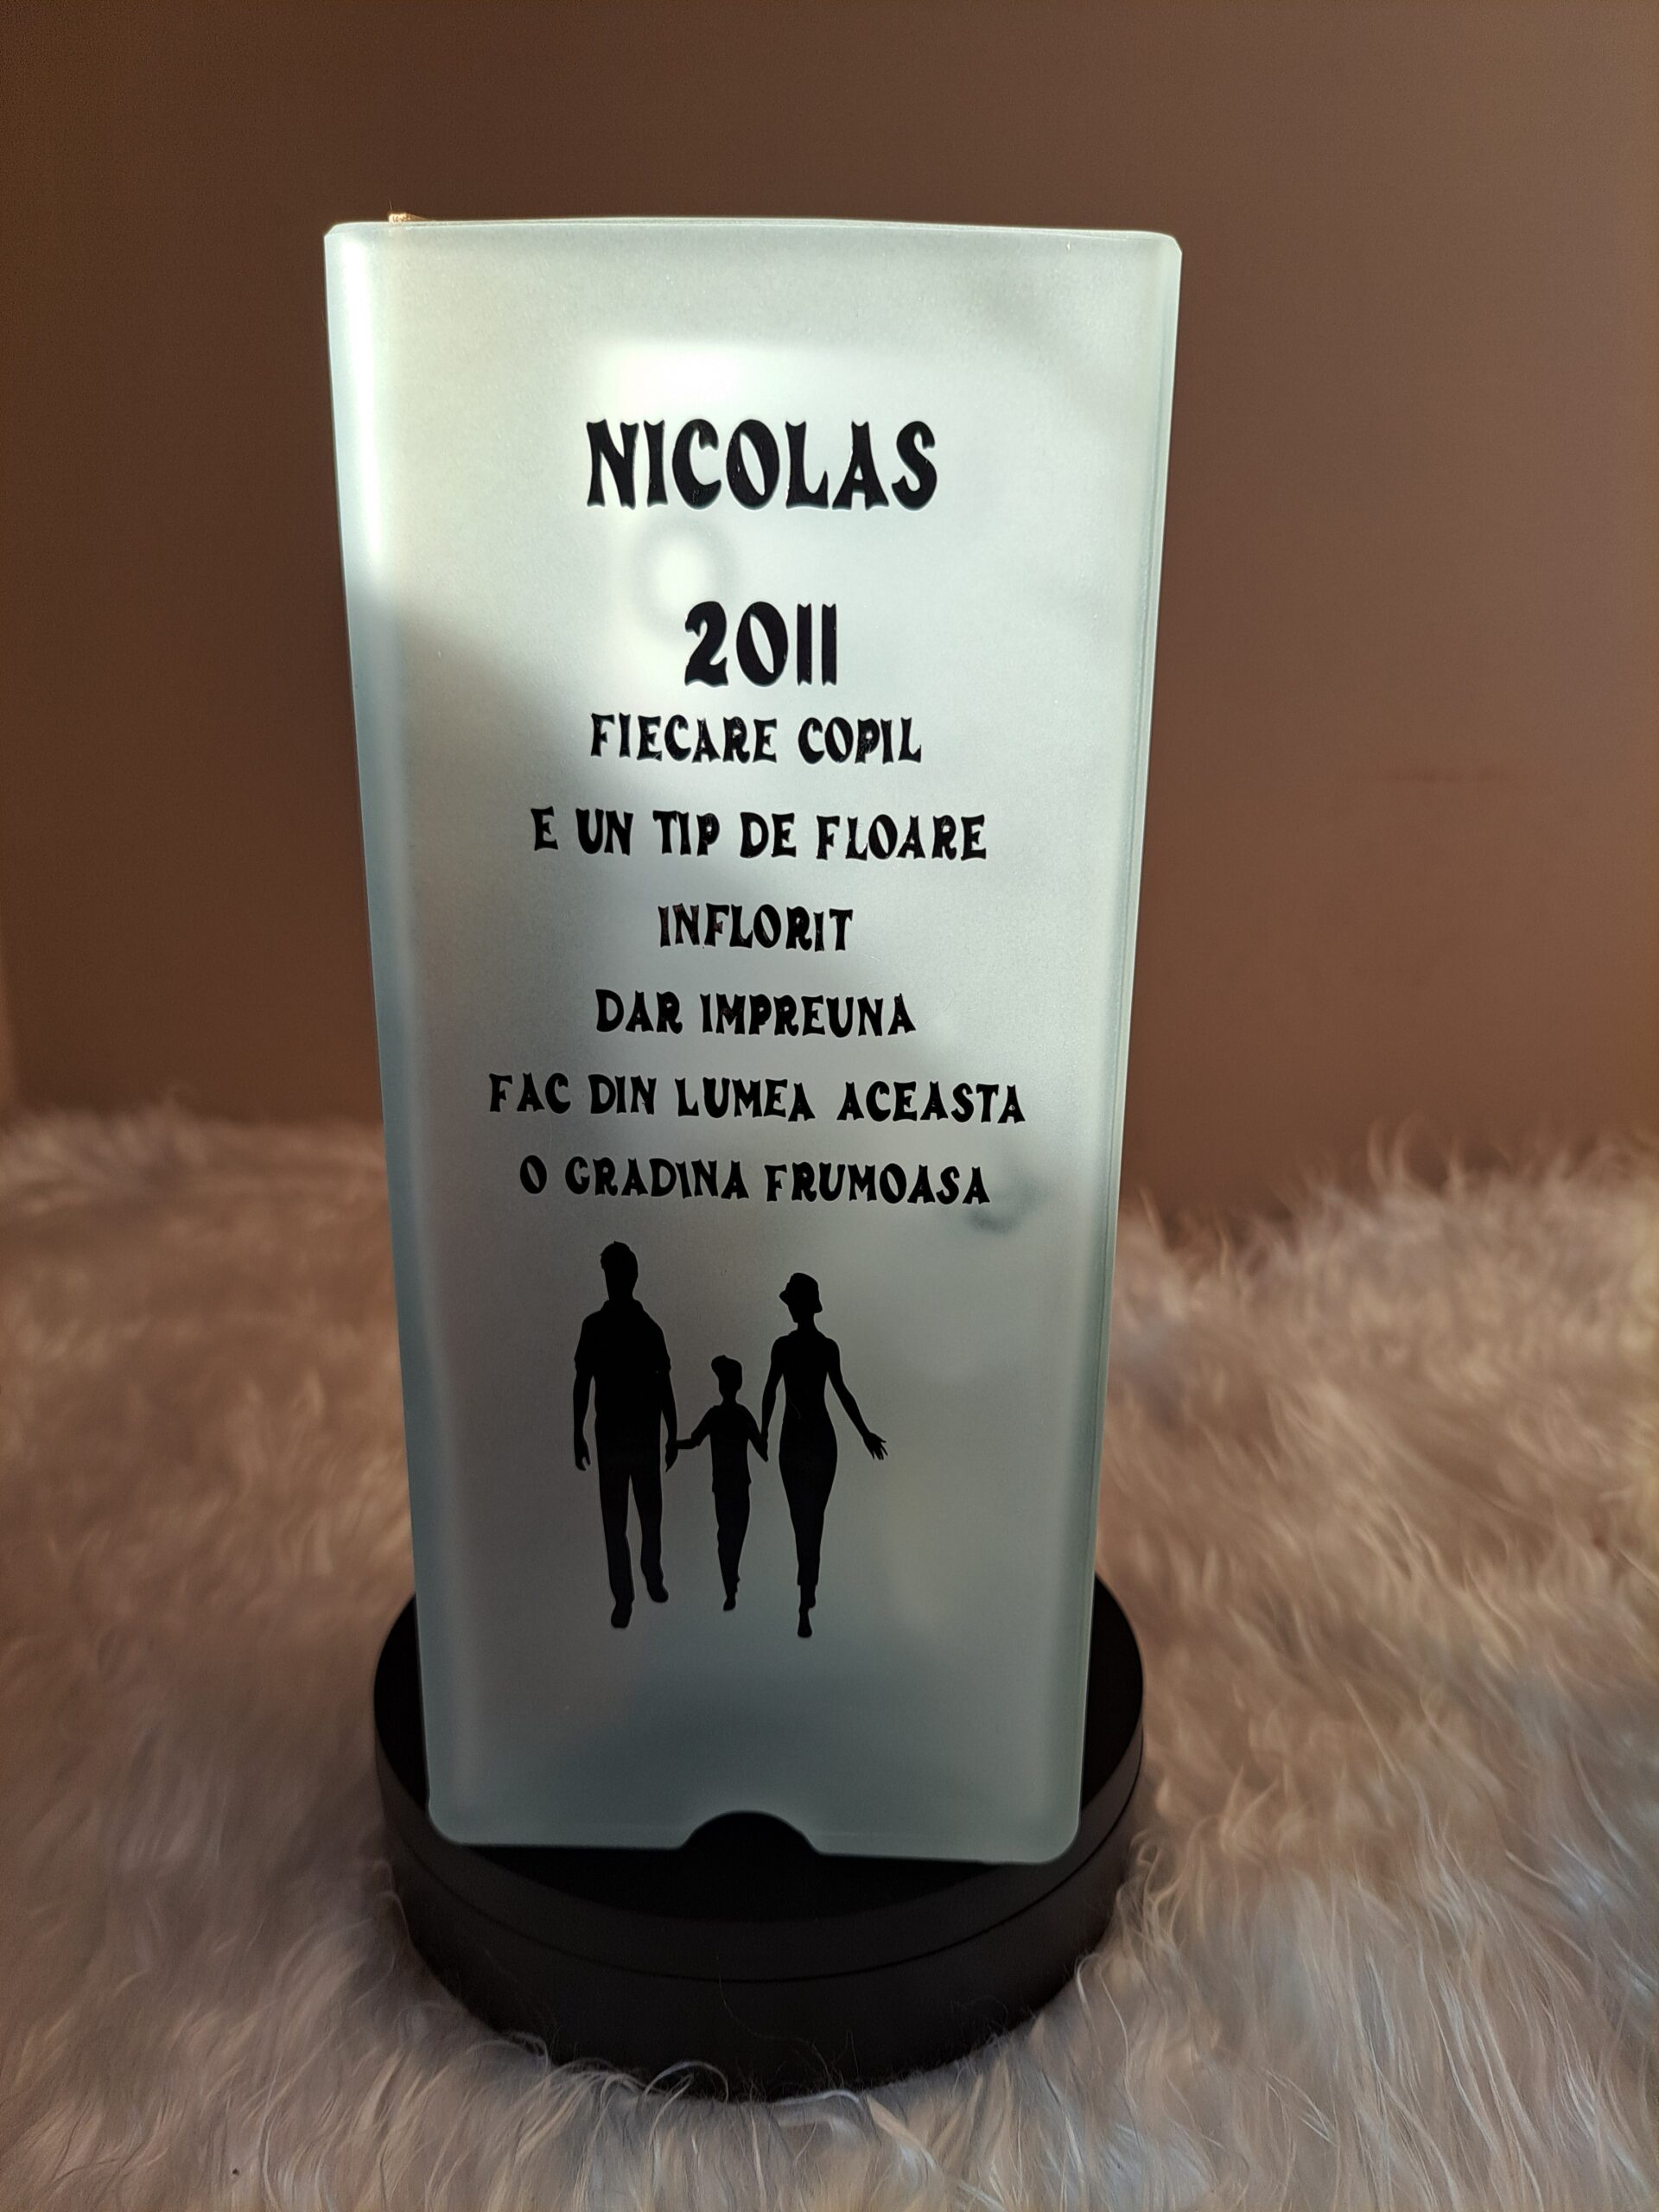 NICOLAS
2011
FIECARE COPIL
E UN TIP DE FLOARE
INFLORIT
DAR IMPREUNA
FAC DIN LUMEA ACEASTA
O GRADINA FRUMOASA